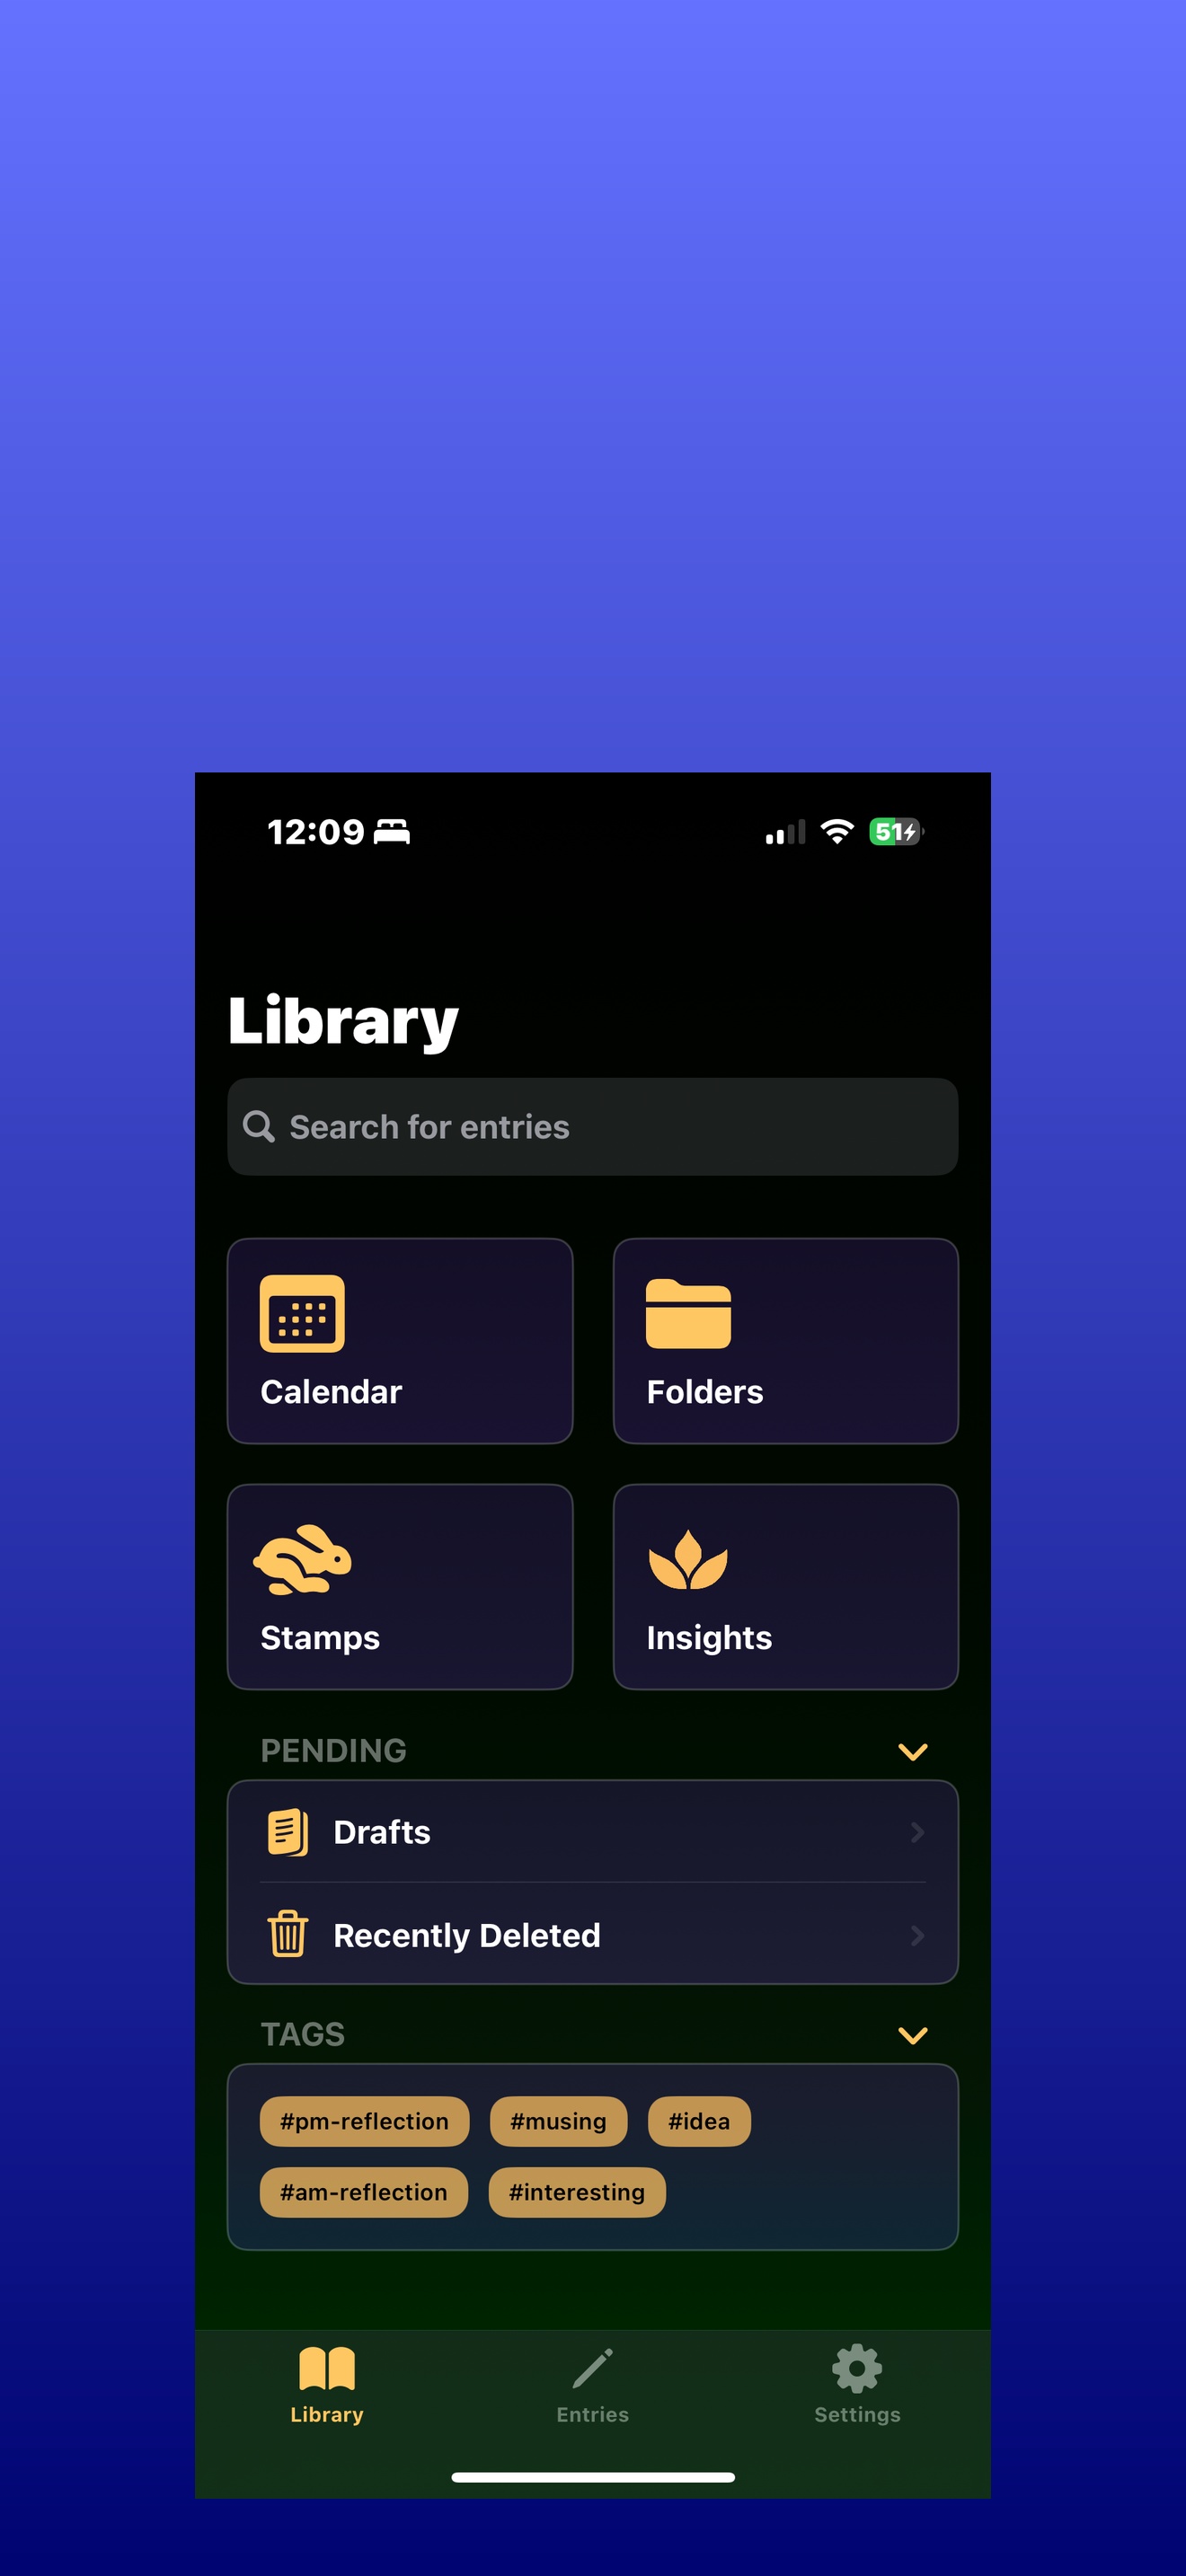 12:09
51
Library
Search for entries
Calendar
Folders
Stamps
Insights
PENDING
Drafts
Recently Deleted
TAGS
#pm-reflection #musing #idea
#am-reflection #interesting
Library Entries Settings